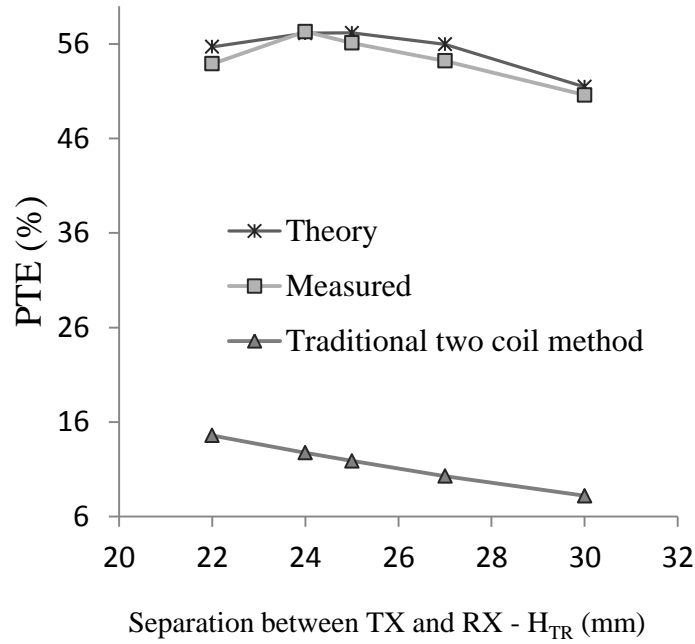 56
46
36
26
16
6
PTE (%)
Theory
Measured
Traditional two coil method
20 22 24 26 28 30 32
Separation between TX and RX - H_TR (mm)